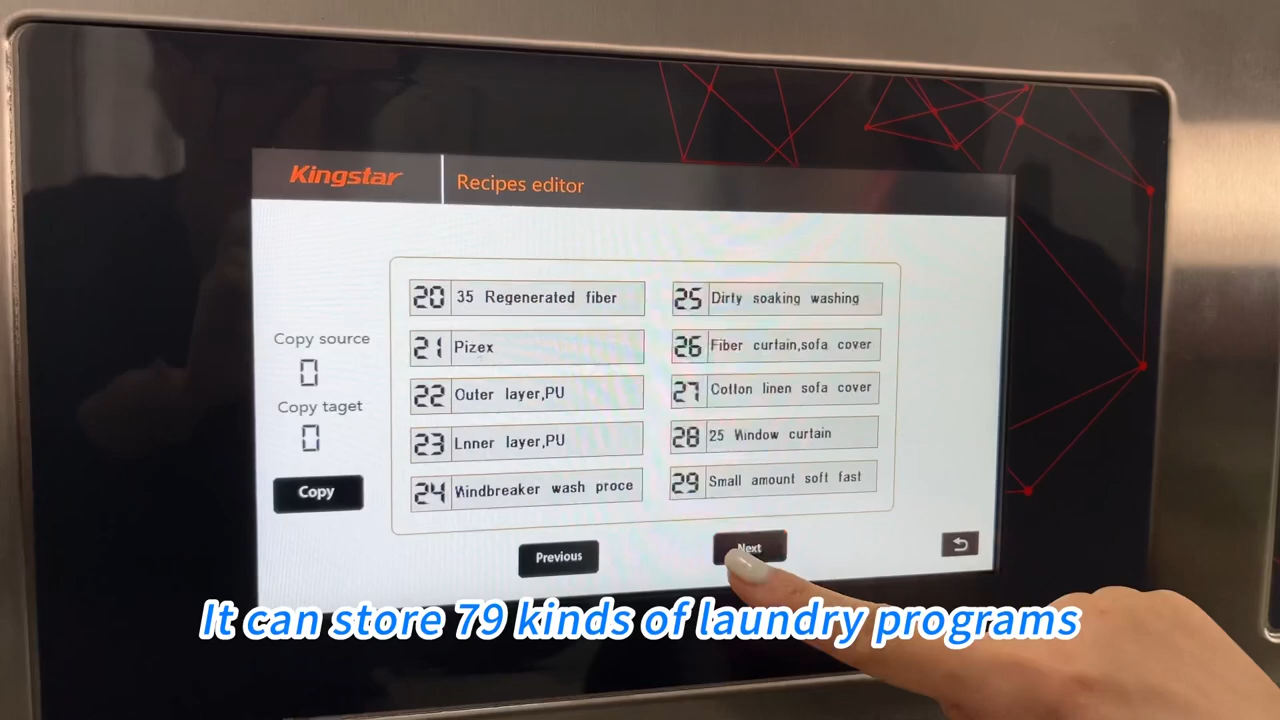 Kingstar
Recipes editor
Copy source
0
Copy taget
0
Copy
20 35 Regenerated fiber
21 Pizex
22 Outer layer,PU
23 Lnner layer,PU
24 Windbreaker wash proce
25 Dirty soaking washing
26 Fiber curtain,sofa cover
27 Cotton linen sofa cover
28 25 Window curtain
29 Small amount soft fast
Previous
Next
It can store 79 kinds of laundry programs